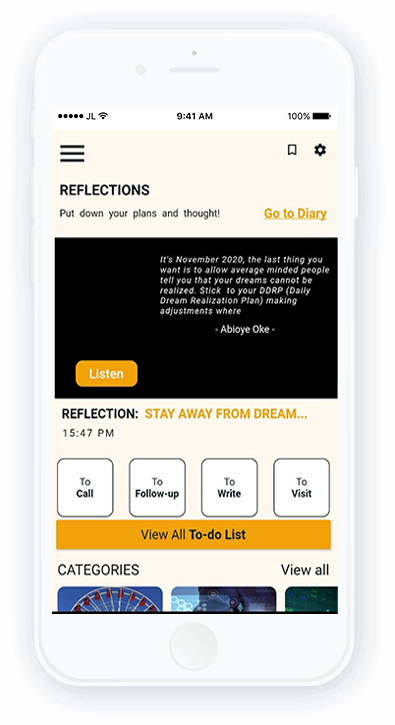 JL 9:41 AM 100%
REFLECTIONS
Put down your plans and thought! Go to Diary
It's November 2020, the last thing you
want is to allow average minded people
tell you that your dreams cannot be
realized. Stick to your DDRP (Daily
Dream Realization Plan) making
adjustments where
- Abioye Oke -
Listen
REFLECTION: STAY AWAY FROM DREAM...
15:47 PM
To
Call
To
Follow-up
To
Write
To
Visit
View All To-do List
CATEGORIES View all